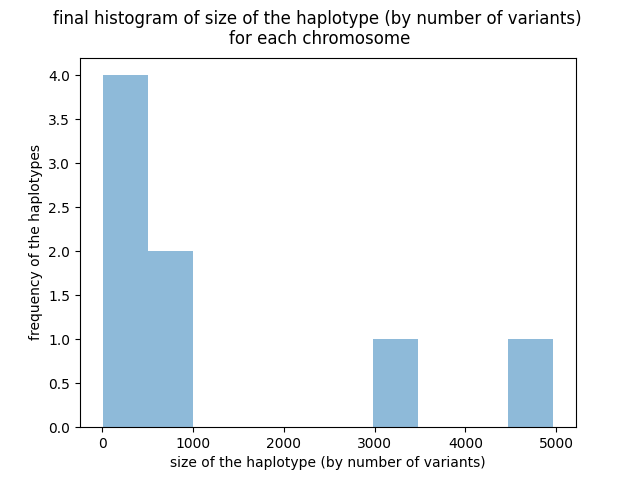 final histogram of size of the haplotype (by number of variants)
for each chromosome
4.0
3.5
3.0
2.5
2.0
1.5
1.0
0.5
0.0
frequency of the haplotypes
0 1000 2000 3000 4000 5000
size of the haplotype (by number of variants)